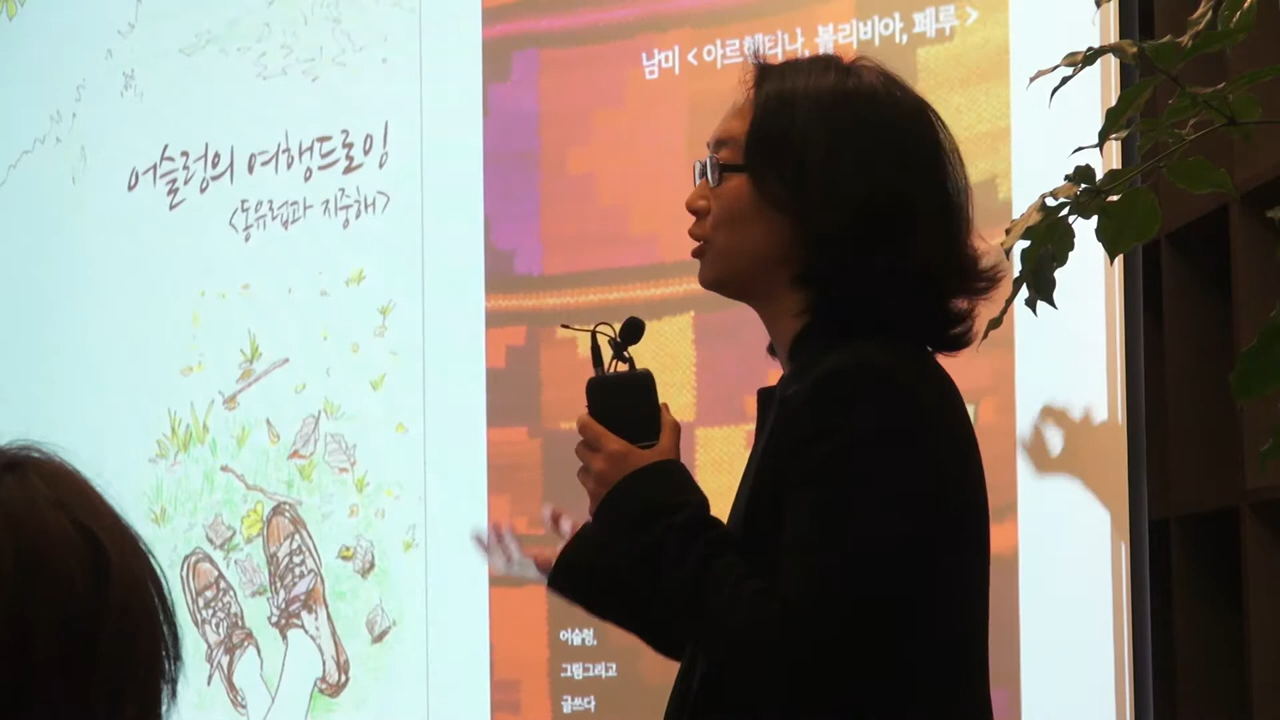 어슬렁의 여행드로잉
<동유럽과 지중해>
남미 < 아르헨티나, 볼리비아, 페루 >
어슬렁,
그림그리고
글쓰다